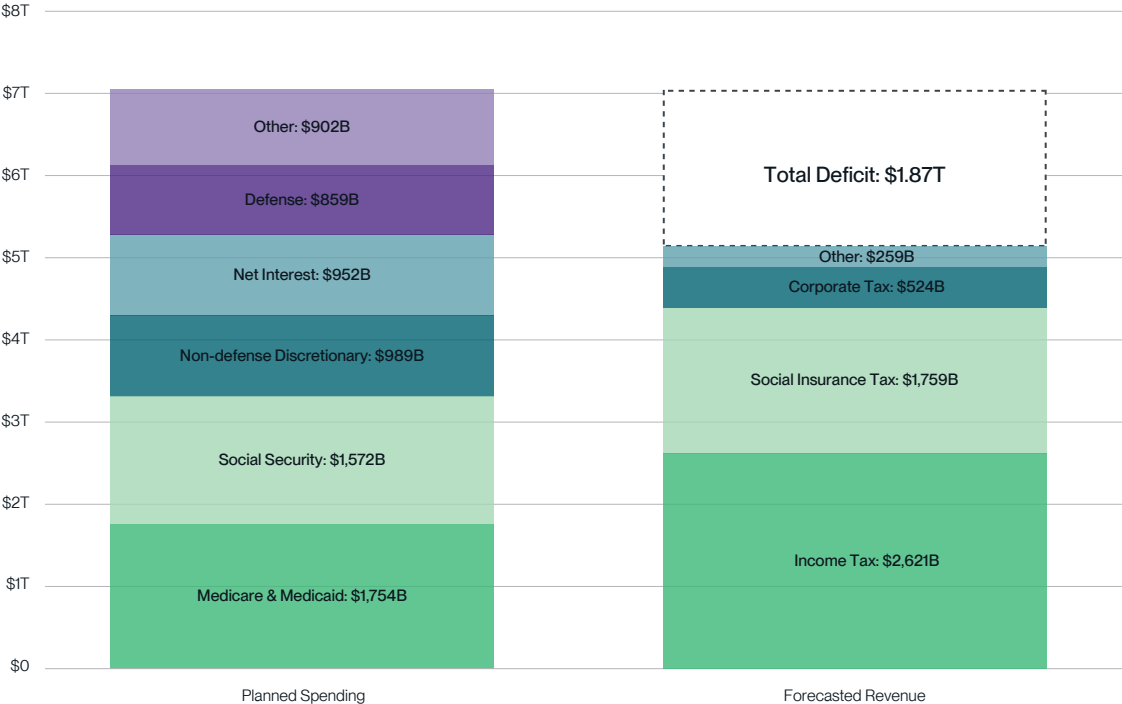 $8T
$7T
$6T
$5T
$4T
$3T
$2T
$1T
$0
Other: $902B
Defense: $859B
Net Interest: $952B
Non-defense Discretionary: $989B
Social Security: $1,572B
Medicare & Medicaid: $1,754B
Planned Spending
Total Deficit: $1.87T
Other: $259B
Corporate Tax: $524B
Social Insurance Tax: $1,759B
Income Tax: $2,621B
Forecasted Revenue